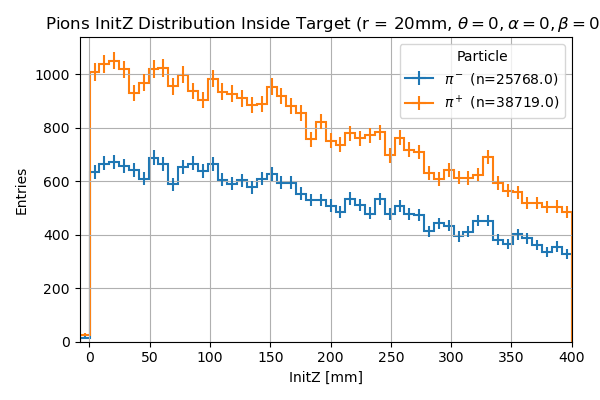 Pions InitZ Distribution Inside Target (r = 20mm, θ = 0, α = 0, β = 0
Particle
π⁻ (n=25768.0)
π⁺ (n=38719.0)
Entries
1000
800
600
400
200
0
0 50 100 150 200 250 300 350 400
InitZ [mm]